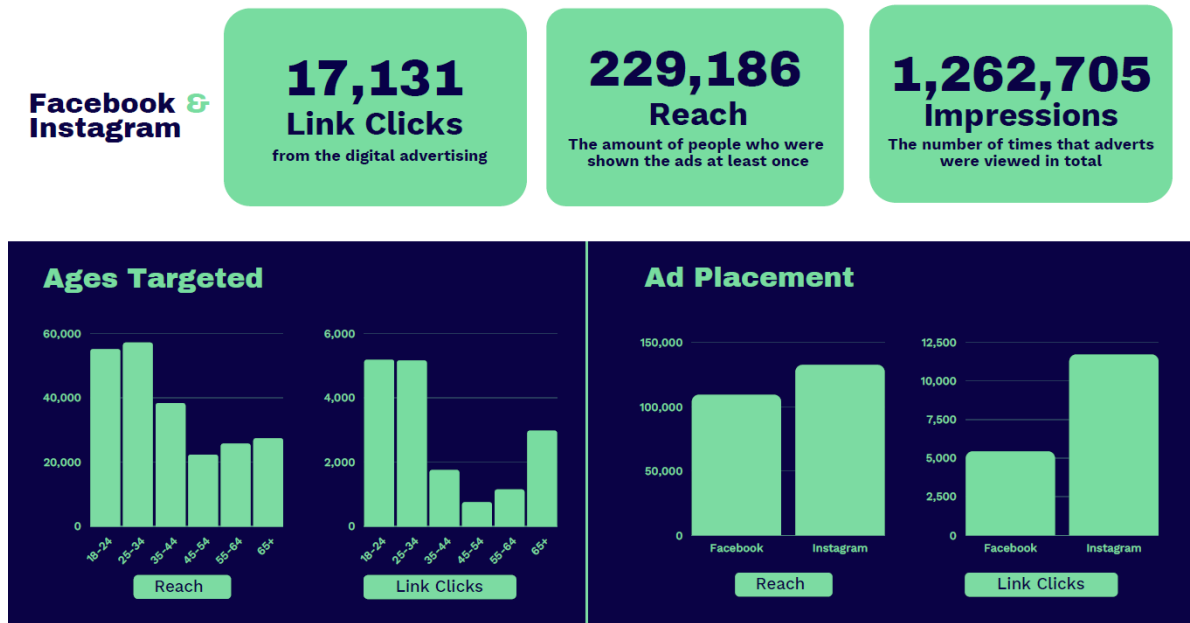 Facebook &
Instagram
17,131
Link Clicks
from the digital advertising
229,186
Reach
The amount of people who were
shown the ads at least once
1,262,705
Impressions
The number of times that adverts
were viewed in total
Ages Targeted
60,000
40,000
20,000
0
18-24
25-34
35-44
45-54
55-64
65+
Reach
6,000
4,000
2,000
0
18-24
25-34
35-44
45-54
55-64
65+
Link Clicks
Ad Placement
150,000
100,000
50,000
0
Facebook
Instagram
Reach
12,500
10,000
7,500
5,000
2,500
0
Facebook
Instagram
Link Clicks